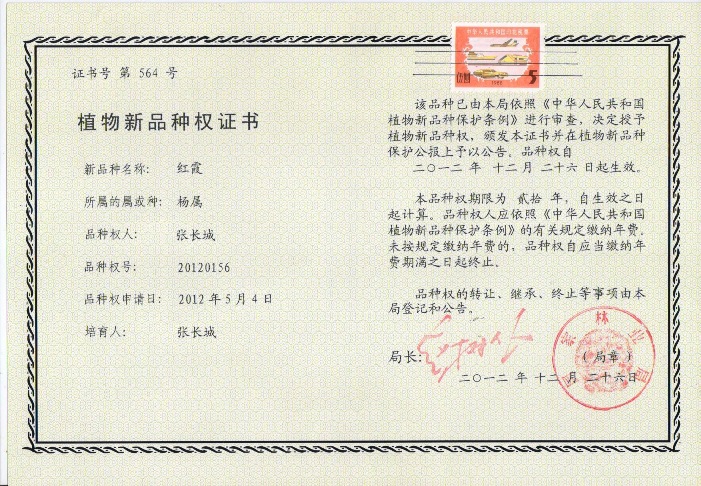 证书号 第 564 号
植物新品种权证书
新品种名称： 红霞
所属的属或种： 杨属
品种权人： 张长城
品种权号： 20120156
品种权申请日： 2012 年 5 月 4 日
培育人： 张长城
伍圆
5
该品种已由本局依照《中华人民共和国
植物新品种保护条例》进行审查，决定授予
植物新品种权，颁发本证书并在植物新品种
保护公报上予以公告。品种权自
二〇一二 年 十二 月 二十六 日起生效。
本品种权期限为 贰拾 年，自生效之日
起计算。品种权人应依照《中华人民共和国
植物新品种保护条例》的有关规定缴纳年费。
未按规定缴纳年费的，品种权自应当缴纳年
费期满之日起终止。
品种权的转让、继承、终止等事项由本
局登记和公告。
局长：
（局章）
二〇一二 年 十二 月 二十六日